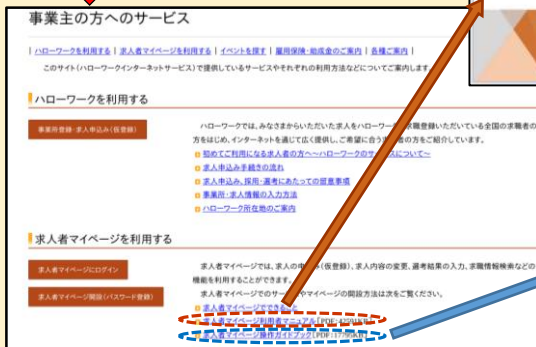 事業主の方へのサービス
| ハローワークを利用する | 求人者マイページを利用する | イベントを探す | 雇用保険・助成金のご案内 | 各種ご案内 |
このサイト(ハローワークインターネットサービス)で提供しているサービスやそれぞれの利用方法などについてご案内します。
ハローワークを利用する
事業所登録・求人申込み(仮登録)
ハローワークでは、みなさまからいただいた求人をハローワーク 求職登録いただいている全国の求職者の
方をはじめ、インターネットを通じて広く提供し、ご希望に合う 者の方をご紹介しています。
初めてご利用になる求人者の方へ~ハローワークのサ ビスについて~
求人申込み手続きの流れ
求人申込み、採用・選考にあたっての留意事項
事業所・求人情報の入力方法
ハローワーク所在地のご案内
求人者マイページを利用する
求人者マイページにログイン
求人者マイページ開設(パスワード登録)
求人者マイページでは、求人の申 み(仮登録)、求人内容の変更、選考結果の入力、求職情報検索などの
機能を利用することができます。
求人者マイページでのサー やマイページの開設方法は次をご覧ください。
求人者マイページでできる
求人者マイページ利用者マニュアル[PDF:
求人者マイページ操作ガイドブック[PDF: